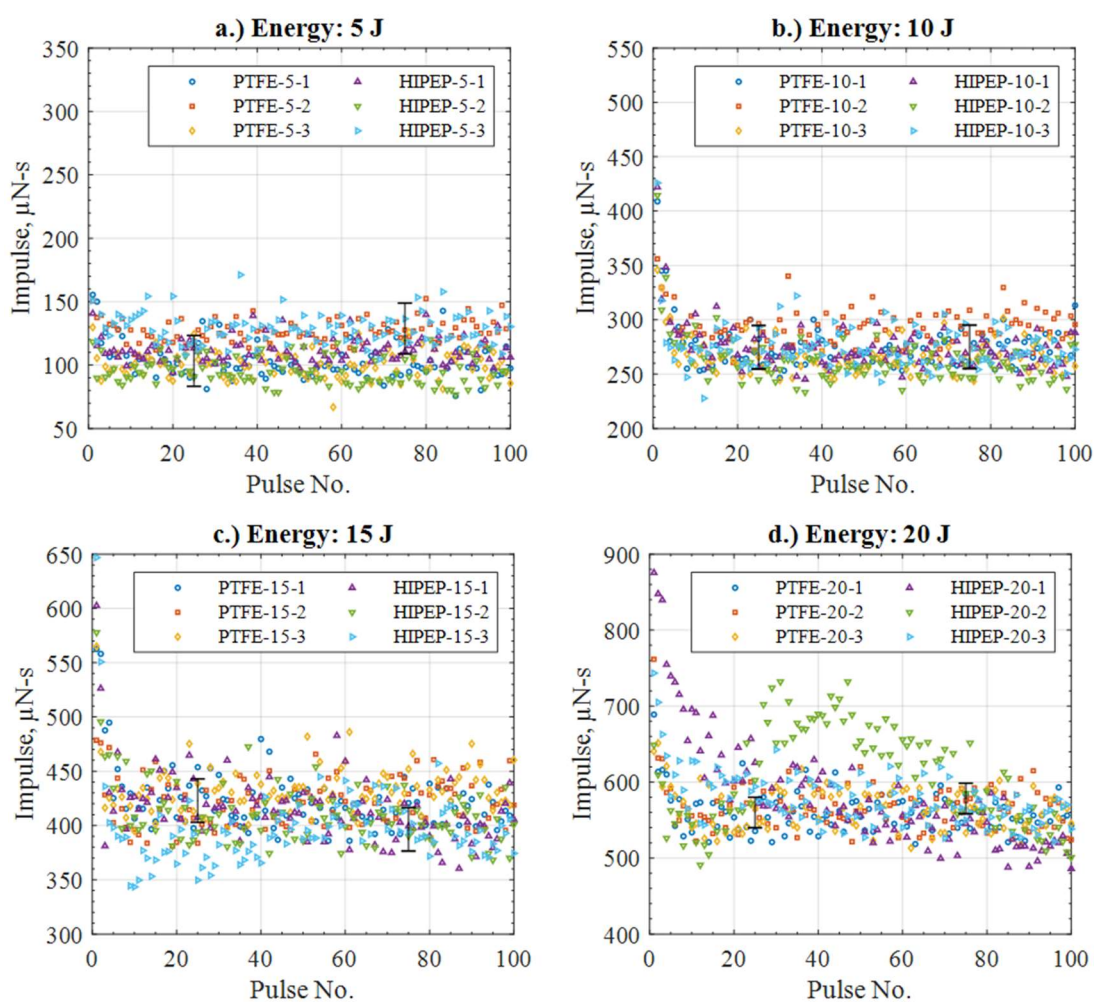 a.) Energy: 5 J
350
300
250
200
150
100
50
Impulse, µN-s
PTFE-5-1
PTFE-5-2
PTFE-5-3
HIPEP-5-1
HIPEP-5-2
HIPEP-5-3
0 20 40 60 80 100
Pulse No.
b.) Energy: 10 J
550
500
450
400
350
300
250
200
Impulse, µN-s
PTFE-10-1
PTFE-10-2
PTFE-10-3
HIPEP-10-1
HIPEP-10-2
HIPEP-10-3
0 20 40 60 80 100
Pulse No.
c.) Energy: 15 J
650
600
550
500
450
400
350
300
Impulse, µN-s
PTFE-15-1
PTFE-15-2
PTFE-15-3
HIPEP-15-1
HIPEP-15-2
HIPEP-15-3
0 20 40 60 80 100
Pulse No.
d.) Energy: 20 J
900
800
700
600
500
400
Impulse, µN-s
PTFE-20-1
PTFE-20-2
PTFE-20-3
HIPEP-20-1
HIPEP-20-2
HIPEP-20-3
0 20 40 60 80 100
Pulse No.